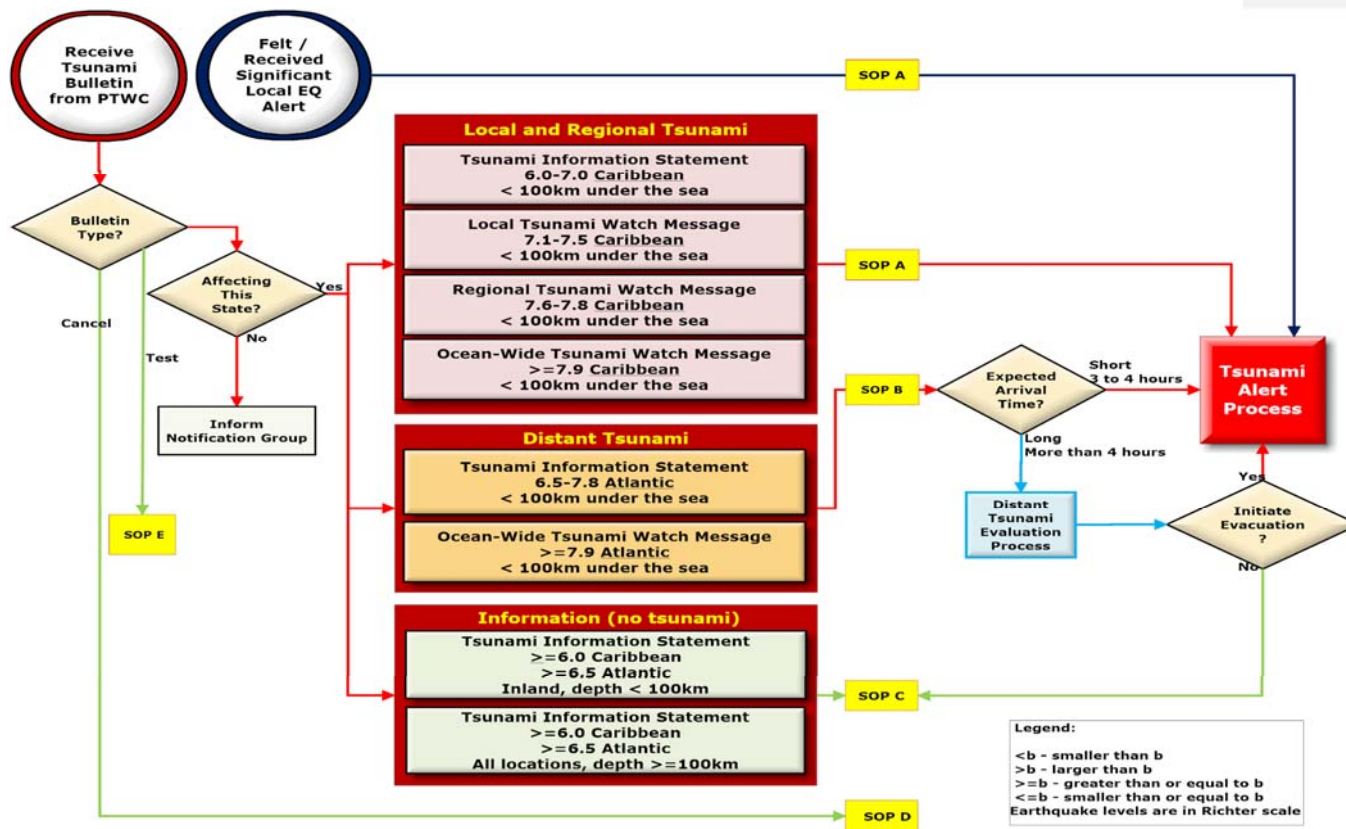 Receive
Tsunami
Bulletin
from PTWC
Felt /
Received
Significant
Local EQ
Alert
SOP A
Bulletin
Type?
Affecting
This
State?
Yes
No
Cancel
Test
Inform
Notification Group
SOP E
Local and Regional Tsunami
Tsunami Information Statement
6.0-7.0 Caribbean
< 100km under the sea
Local Tsunami Watch Message
7.1-7.5 Caribbean
< 100km under the sea
Regional Tsunami Watch Message
7.6-7.8 Caribbean
< 100km under the sea
Ocean-Wide Tsunami Watch Message
>=7.9 Caribbean
< 100km under the sea
SOP A
Distant Tsunami
Tsunami Information Statement
6.5-7.8 Atlantic
< 100km under the sea
Ocean-Wide Tsunami Watch Message
>=7.9 Atlantic
< 100km under the sea
SOP B
Expected
Arrival
Time?
Short
3 to 4 hours
Long
More than 4 hours
Tsunami
Alert
Process
Distant
Tsunami
Evaluation
Process
Yes
Initiate
Evacuation
?
No
Information (no tsunami)
Tsunami Information Statement
>=6.0 Caribbean
>=6.5 Atlantic
Inland, depth < 100km
Tsunami Information Statement
>=6.0 Caribbean
>=6.5 Atlantic
All locations, depth >=100km
SOP C
SOP D
Legend:
<b - smaller than b
>b - larger than b
>=b - greater than or equal to b
<=b - smaller than or equal to b
Earthquake levels are in Richter scale